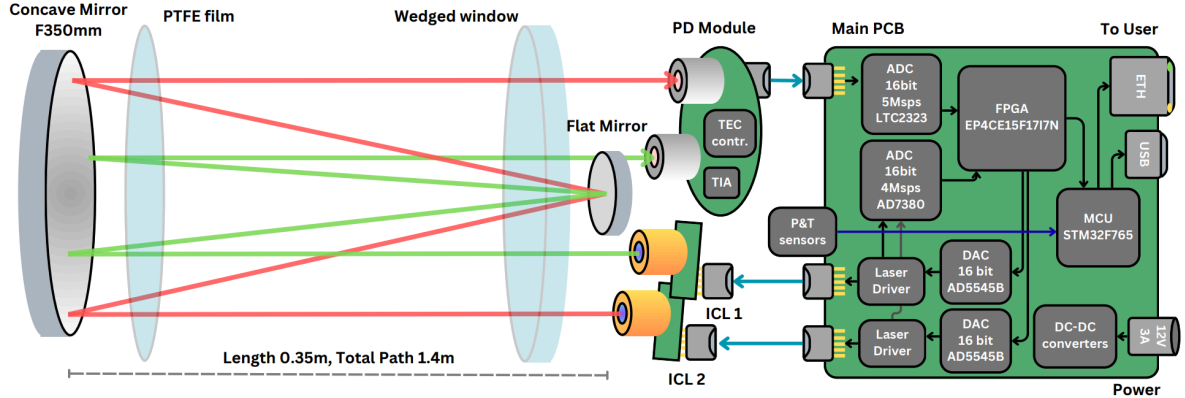 Concave Mirror
F350mm
PTFE film
Wedged window
Flat Mirror
Length 0.35m, Total Path 1.4m
PD Module
TEC
contr.
TIA
ICL 1
ICL 2
P&T
sensors
Main PCB
To User
ADC
16bit
5Msps
LTC2323
ADC
16bit
4Msps
AD7380
FPGA
EP4CE15F17I7N
ETH
USB
MCU
STM32F765
Laser
Driver
DAC
16 bit
AD5545B
Laser
Driver
DAC
16 bit
AD5545B
DC-DC
converters
12V
3A
Power